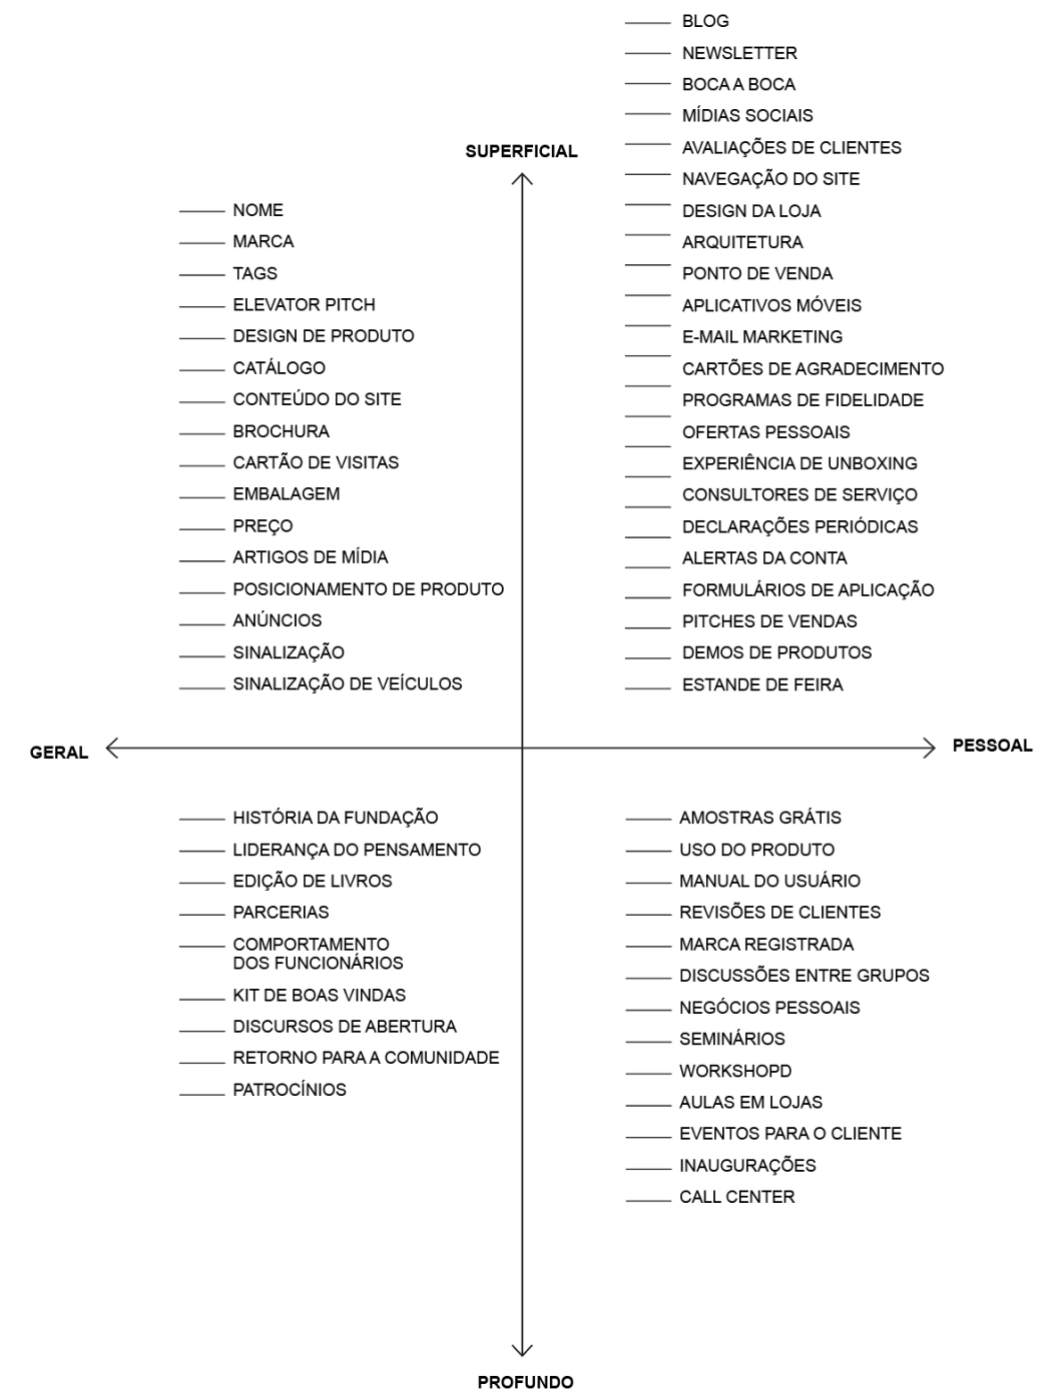 SUPERFICIAL
NOME
MARCA
TAGS
ELEVATOR PITCH
DESIGN DE PRODUTO
CATÁLOGO
CONTEÚDO DO SITE
BROCHURA
CARTÃO DE VISITAS
EMBALAGEM
PREÇO
ARTIGOS DE MÍDIA
POSICIONAMENTO DE PRODUTO
ANÚNCIOS
SINALIZAÇÃO
SINALIZAÇÃO DE VEÍCULOS
BLOG
NEWSLETTER
BOCA A BOCA
MÍDIAS SOCIAIS
AVALIAÇÕES DE CLIENTES
NAVEGAÇÃO DO SITE
DESIGN DA LOJA
ARQUITETURA
PONTO DE VENDA
APLICATIVOS MÓVEIS
E-MAIL MARKETING
CARTÕES DE AGRADECIMENTO
PROGRAMAS DE FIDELIDADE
OFERTAS PESSOAIS
EXPERIÊNCIA DE UNBOXING
CONSULTORES DE SERVIÇO
DECLARAÇÕES PERIÓDICAS
ALERTAS DA CONTA
FORMULÁRIOS DE APLICAÇÃO
PITCHES DE VENDAS
DEMOS DE PRODUTOS
ESTANDE DE FEIRA
GERAL
PESSOAL
HISTÓRIA DA FUNDAÇÃO
LIDERANÇA DO PENSAMENTO
EDIÇÃO DE LIVROS
PARCERIAS
COMPORTAMENTO
DOS FUNCIONÁRIOS
KIT DE BOAS VINDAS
DISCURSOS DE ABERTURA
RETORNO PARA A COMUNIDADE
PATROCÍNIOS
AMOSTRAS GRÁTIS
USO DO PRODUTO
MANUAL DO USUÁRIO
REVISÕES DE CLIENTES
MARCA REGISTRADA
DISCUSSÕES ENTRE GRUPOS
NEGÓCIOS PESSOAIS
SEMINÁRIOS
WORKSHOPD
AULAS EM LOJAS
EVENTOS PARA O CLIENTE
INAUGURAÇÕES
CALL CENTER
PROFUNDO